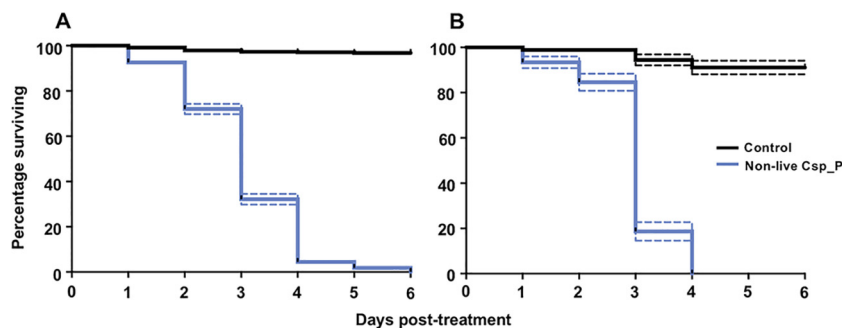 A
B
Percentage surviving
100
80
60
40
20
0
0 1 2 3 4 5 6
100
80
60
40
20
0
0 1 2 3 4 5 6
Control
Non-live Csp_P
Days post-treatment